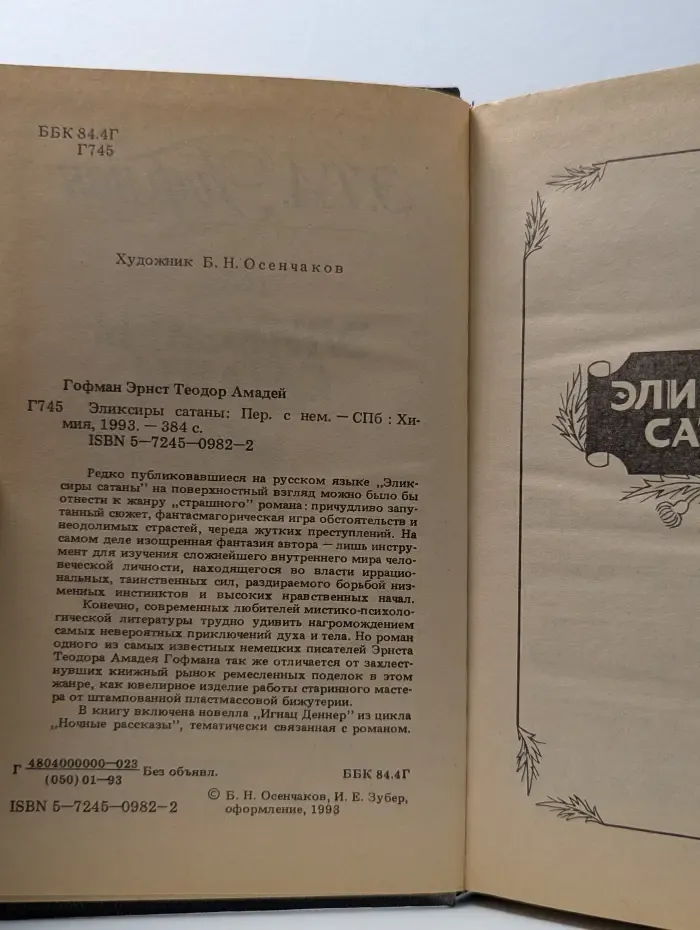 ББК 84.4Г
Г745
Художник Б. Н. Осенчаков
Гофман Эрнст Теодор Амадей
Г745 Эликсиры сатаны: Пер. с нем. — СПб : Хи-
мия, 1993. — 384 с.
ISBN 5—7245—0982—2
Редко публиковавшиеся на русском языке „Элик-
сиры сатаны" на поверхностный взгляд можно было бы
отнести к жанру „страшного" романа: причудливо запу-
танный сюжет, фантасмагорическая игра обстоятельств и
неодолимых страстей, череда жутких преступлений. На
самом деле изощренная фантазия автора — лишь инстру-
мент для изучения сложнейшего внутреннего мира чело-
веческой личности, находящегося во власти иррацио-
нальных, таинственных сил, раздираемого борьбой низ-
менных инстинктов и высоких нравственных начал.
Конечно, современных любителей мистико-психоло-
гической литературы трудно удивить нагромождением
самых невероятных приключений духа и тела. Но роман
одного из самых известных немецких писателей Эрнста
Теодора Амадея Гофмана так же отличается от захлест-
нувших книжный рынок ремесленных поделок в этом
жанре, как ювелирное изделие работы старинного масте-
ра от штампованной пластмассовой бижутерии.
В книгу включена новелла „Игнац Деннер" из цикла
„Ночные рассказы", тематически связанная с романом.
Г 4804000000—023
(050) 01—93 Без объявл. ББК 84.4Г
ISBN 5—7245—0982—2
© Б. Н. Осенчаков, И. Е. Зубер,
оформление, 1993
ЭЛИ
СА